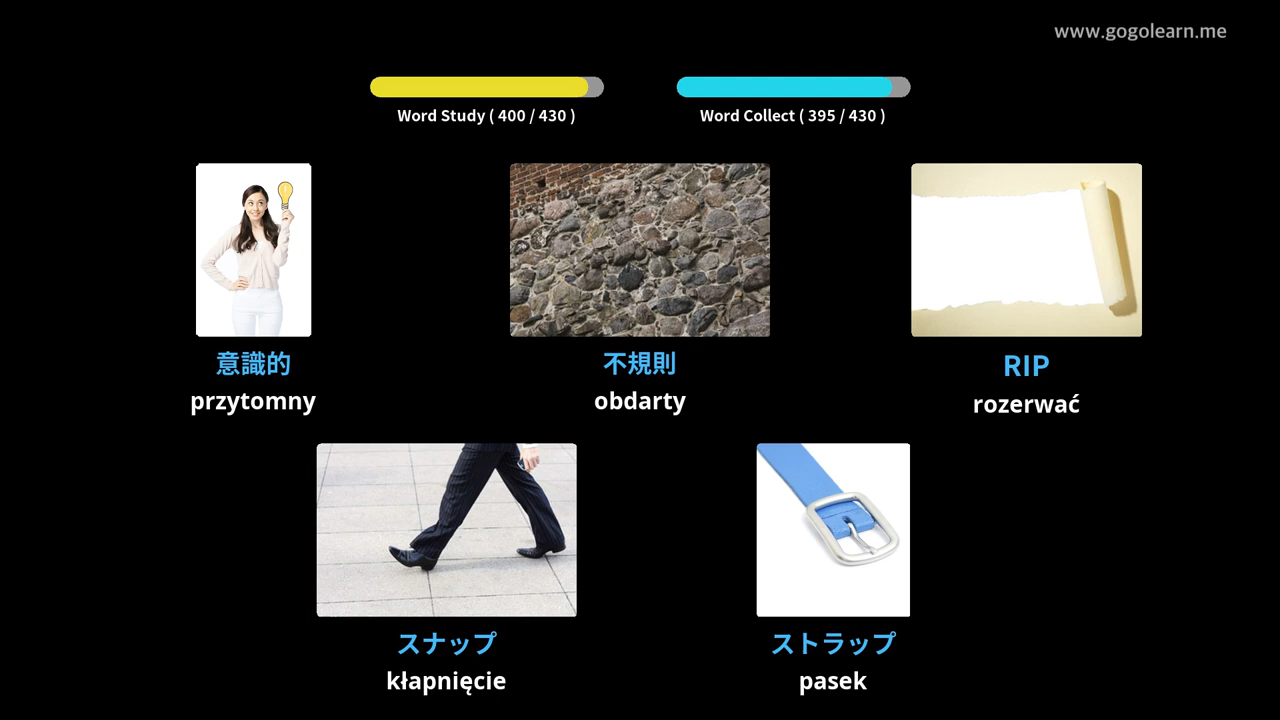 www.gogolearn.me
Word Study ( 400 / 430 )
Word Collect ( 395 / 430 )
意識的
przytomny
不規則
obdarty
RIP
rozerwać
スナップ
kłapnięcie
ストラップ
pasek